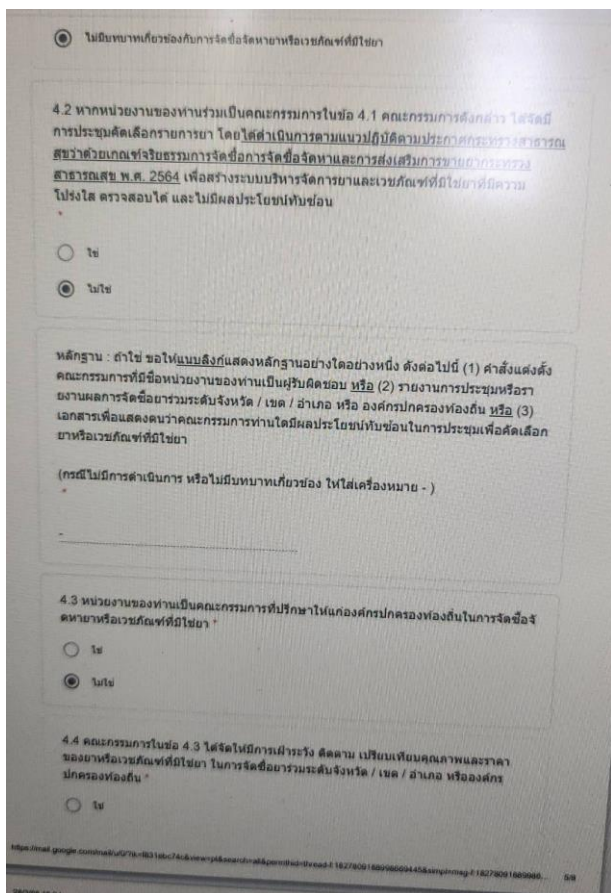 ไม่มีบทบาทเกี่ยวข้องกับการจัดซื้อจัดหายาหรือเวชภัณฑ์ที่มิใช่ยา
4.2 หากหน่วยงานของท่านร่วมเป็นคณะกรรมการในข้อ 4.1 คณะกรรมการดังกล่าว ได้จัดมี
การประชุมคัดเลือกรายการยา โดยได้ดำเนินการตามแนวปฏิบัติตามประกาศกระทรวงสาธารณ
สุขว่าด้วยเกณฑ์จริยธรรมการจัดซื้อการจัดซื้อจัดหาและการส่งเสริมการขายยากระทรวง
สาธารณสุข พ.ศ. 2564 เพื่อสร้างระบบบริหารจัดการยาและเวชภัณฑ์ที่มิใช่ยาที่มีความ
โปร่งใส ตรวจสอบได้ และไม่มีผลประโยชน์ทับซ้อน
*
ใช่
ไม่ใช่
หลักฐาน : ถ้าใช่ ขอให้แนบลิงก์แสดงหลักฐานอย่างใดอย่างหนึ่ง ดังต่อไปนี้ (1) คำสั่งแต่งตั้ง
คณะกรรมการที่มีชื่อหน่วยงานของท่านเป็นผู้รับผิดชอบ หรือ (2) รายงานการประชุมหรือรา
ยงานผลการจัดซื้อยาร่วมระดับจังหวัด / เขต / อำเภอ หรือ องค์กรปกครองท้องถิ่น หรือ (3)
เอกสารเพื่อแสดงตนว่าคณะกรรมการท่านใดมีผลประโยชน์ทับซ้อนในการประชุมเพื่อคัดเลือก
ยาหรือเวชภัณฑ์ที่มิใช่ยา
(กรณีไม่มีการดำเนินการ หรือไม่มีบทบาทเกี่ยวข้อง ให้ใส่เครื่องหมาย - )
*
-
4.3 หน่วยงานของท่านเป็นคณะกรรมการที่ปรึกษาให้แก่องค์กรปกครองท้องถิ่นในการจัดซื้อจั
ดหายาหรือเวชภัณฑ์ที่มิใช่ยา *
ใช่
ไม่ใช่
4.4 คณะกรรมการในข้อ 4.3 ได้จัดให้มีการเฝ้าระวัง ติดตาม เปรียบเทียบคุณภาพและราคา
ของยาหรือเวชภัณฑ์ที่มิใช่ยา ในการจัดซื้อยาร่วมระดับจังหวัด / เขต / อำเภอ หรือองค์กร
ปกครองท้องถิ่น *
ใช่
5/8